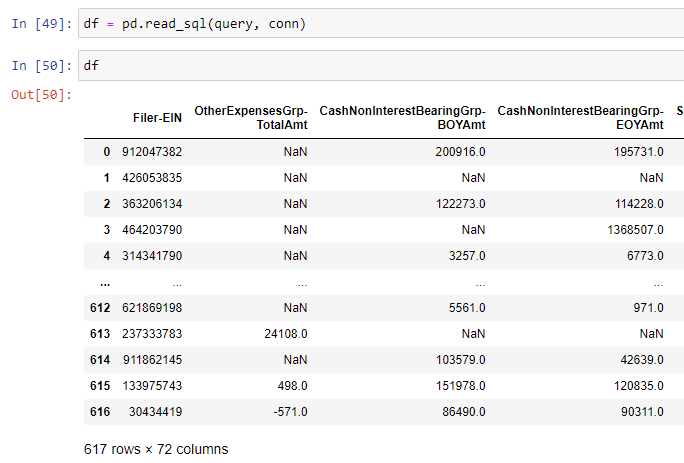 In [49]: df = pd.read_sql(query, conn)
In [50]: df
Out[50]:
Filer-EIN OtherExpensesGrp- CashNonInterestBearingGrp- CashNonInterestBearingGrp- S
TotalAmt BOYAmt EOYAmt
0 912047382 NaN 200916.0 195731.0
1 426053835 NaN NaN NaN
2 363206134 NaN 122273.0 114228.0
3 464203790 NaN NaN 1368507.0
4 314341790 NaN 3257.0 6773.0
... ... ... ... ...
612 621869198 NaN 5561.0 971.0
613 237333783 24108.0 NaN NaN
614 911862145 NaN 103579.0 42639.0
615 133975743 498.0 151978.0 120835.0
616 30434419 -571.0 86490.0 90311.0
617 rows × 72 columns